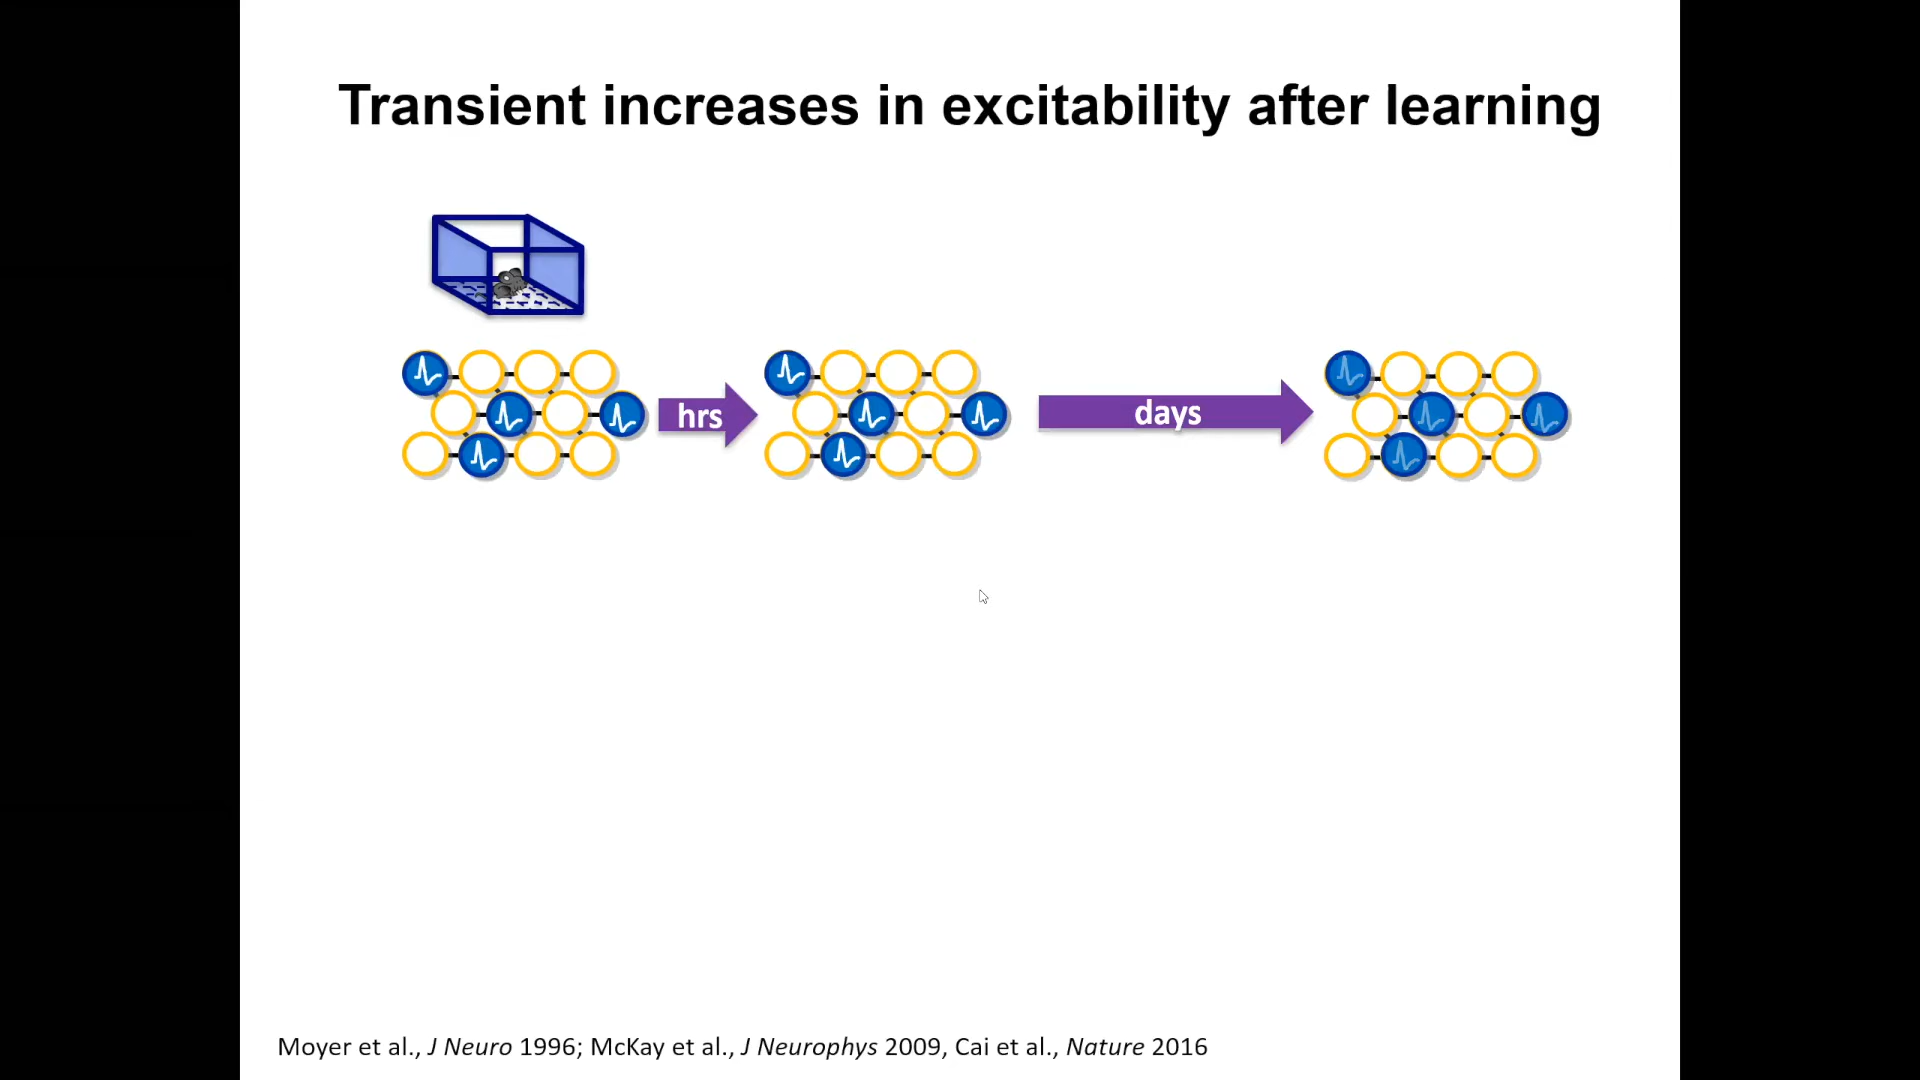 Transient increases in excitability after learning
hrs
days
Moyer et al., J Neuro 1996; McKay et al., J Neurophys 2009, Cai et al., Nature 2016